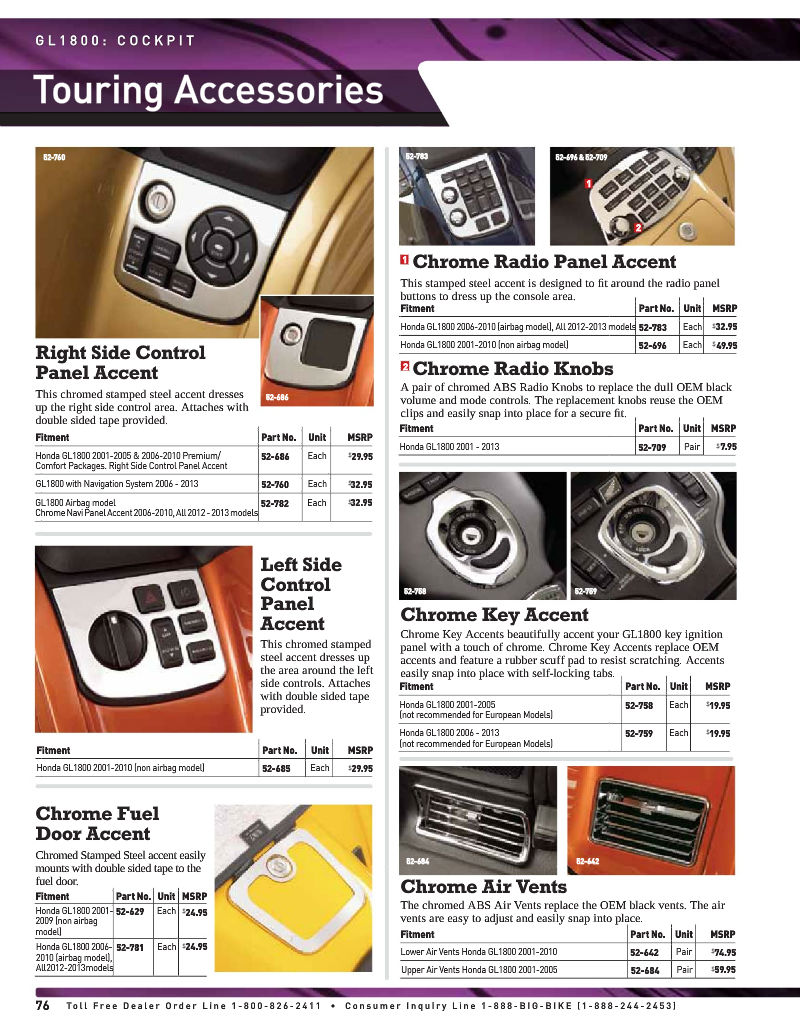 GL1800: COCKPIT
Touring Accessories
52-760
52-686
Right Side Control
Panel Accent
This chromed stamped steel accent dresses
up the right side control area. Attaches with
double sided tape provided.
Fitment Part No. Unit MSRP
Honda GL1800 2001-2005 & 2006-2010 Premium/
Comfort Packages. Right Side Control Panel Accent 52-686 Each $29.95
GL1800 with Navigation System 2006 - 2013 52-760 Each $32.95
GL1800 Airbag model
Chrome Navi Panel Accent 2006-2010, All 2012 - 2013 models 52-782 Each $32.95
Left Side
Control
Panel
Accent
This chromed stamped
steel accent dresses up
the area around the left
side controls. Attaches
with double sided tape
provided.
Fitment Part No. Unit MSRP
Honda GL1800 2001-2010 (non airbag model) 52-685 Each $29.95
Chrome Fuel
Door Accent
Chromed Stamped Steel accent easily
mounts with double sided tape to the
fuel door.
Fitment Part No. Unit MSRP
Honda GL1800 2001-
2009 (non airbag
model) 52-629 Each $24.95
Honda GL1800 2006-
2010 (airbag model),
All2012-2013models 52-781 Each $24.95
52-783
52-696 & 52-709
1
2
1 Chrome Radio Panel Accent
This stamped steel accent is designed to fit around the radio panel
buttons to dress up the console area.
Fitment Part No. Unit MSRP
Honda GL1800 2006-2010 (airbag model), All 2012-2013 models 52-783 Each $32.95
Honda GL1800 2001-2010 (non airbag model) 52-696 Each $49.95
2 Chrome Radio Knobs
A pair of chromed ABS Radio Knobs to replace the dull OEM black
volume and mode controls. The replacement knobs reuse the OEM
clips and easily snap into place for a secure fit.
Fitment Part No. Unit MSRP
Honda GL1800 2001 - 2013 52-709 Pair $7.95
52-758
52-759
Chrome Key Accent
Chrome Key Accents beautifully accent your GL1800 key ignition
panel with a touch of chrome. Chrome Key Accents replace OEM
accents and feature a rubber scuff pad to resist scratching. Accents
easily snap into place with self-locking tabs.
Fitment Part No. Unit MSRP
Honda GL1800 2001-2005
(not recommended for European Models) 52-758 Each $19.95
Honda GL1800 2006 - 2013
(not recommended for European Models) 52-759 Each $19.95
52-684
52-642
Chrome Air Vents
The chromed ABS Air Vents replace the OEM black vents. The air
vents are easy to adjust and easily snap into place.
Fitment Part No. Unit MSRP
Lower Air Vents Honda GL1800 2001-2010 52-642 Pair $74.95
Upper Air Vents Honda GL1800 2001-2005 52-684 Pair $59.95
76 Toll Free Dealer Order Line 1-800-826-2411 • Consumer Inquiry Line 1-888-BIG-BIKE (1-888-244-2453)